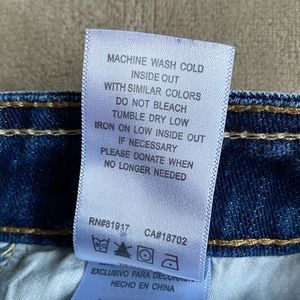 MACHINE WASH COLD
INSIDE OUT
WITH SIMILAR COLORS
DO NOT BLEACH
TUMBLE DRY LOW
IRON ON LOW INSIDE OUT
IF NECESSARY
PLEASE DONATE WHEN
NO LONGER NEEDED
RN#81917 CA#18702
EXCLUSIVO PARA DECORACION
HECHO EN CHINA